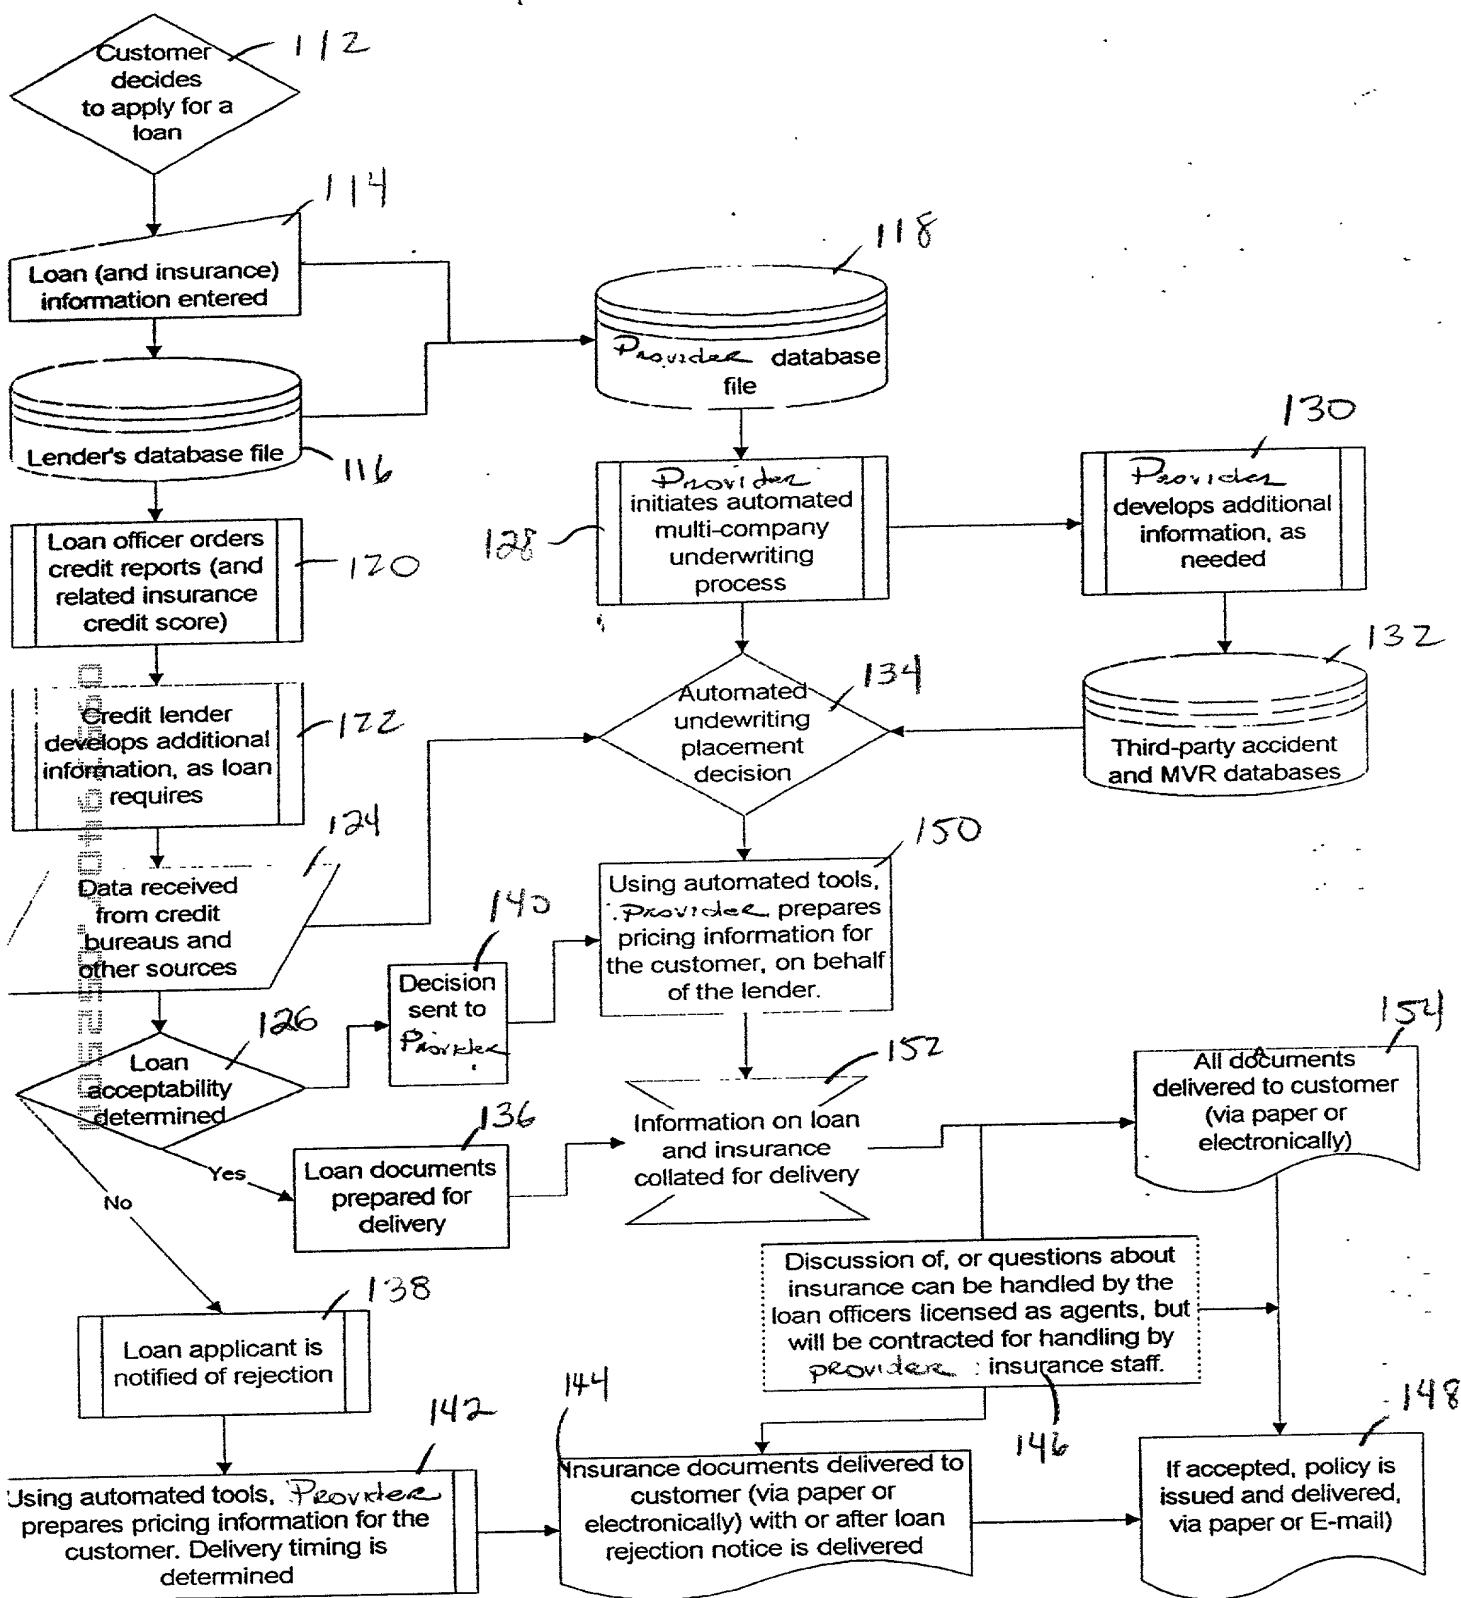 Customer
decides
to apply for a
loan
112
114
Loan (and insurance)
information entered
118
Provider database
file
Lender's database file
116
130
Provider
initiates automated
multi-company
underwriting
process
128
Provider
develops additional
information, as
needed
Loan officer orders
credit reports (and
related insurance
credit score)
120
132
Third-party accident
and MVR databases
Credit lender
develops additional
information, as loan
requires
122
134
Automated
undewriting
placement
decision
124
Data received
from credit
bureaus and
other sources
150
Using automated tools,
Provider prepares
pricing information for
the customer, on behalf
of the lender.
140
Decision
sent to
Provider
126
Loan
acceptability
determined
152
Information on loan
and insurance
collated for delivery
154
All documents
delivered to customer
(via paper or
electronically)
136
Loan documents
prepared for
delivery
Yes
No
Discussion of, or questions about
insurance can be handled by the
loan officers licensed as agents, but
will be contracted for handling by
provider : insurance staff.
146
138
Loan applicant is
notified of rejection
142
Using automated tools, Provider
prepares pricing information for the
customer. Delivery timing is
determined
144
Insurance documents delivered to
customer (via paper or
electronically) with or after loan
rejection notice is delivered
148
If accepted, policy is
issued and delivered,
via paper or E-mail)